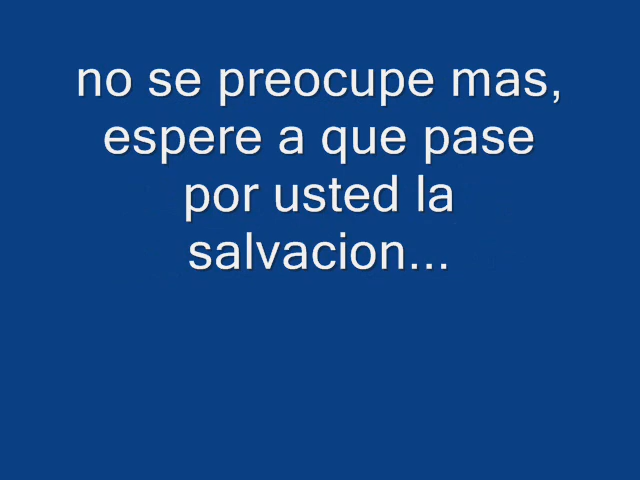 no se preocupe mas,
espere a que pase
por usted la
salvacion...